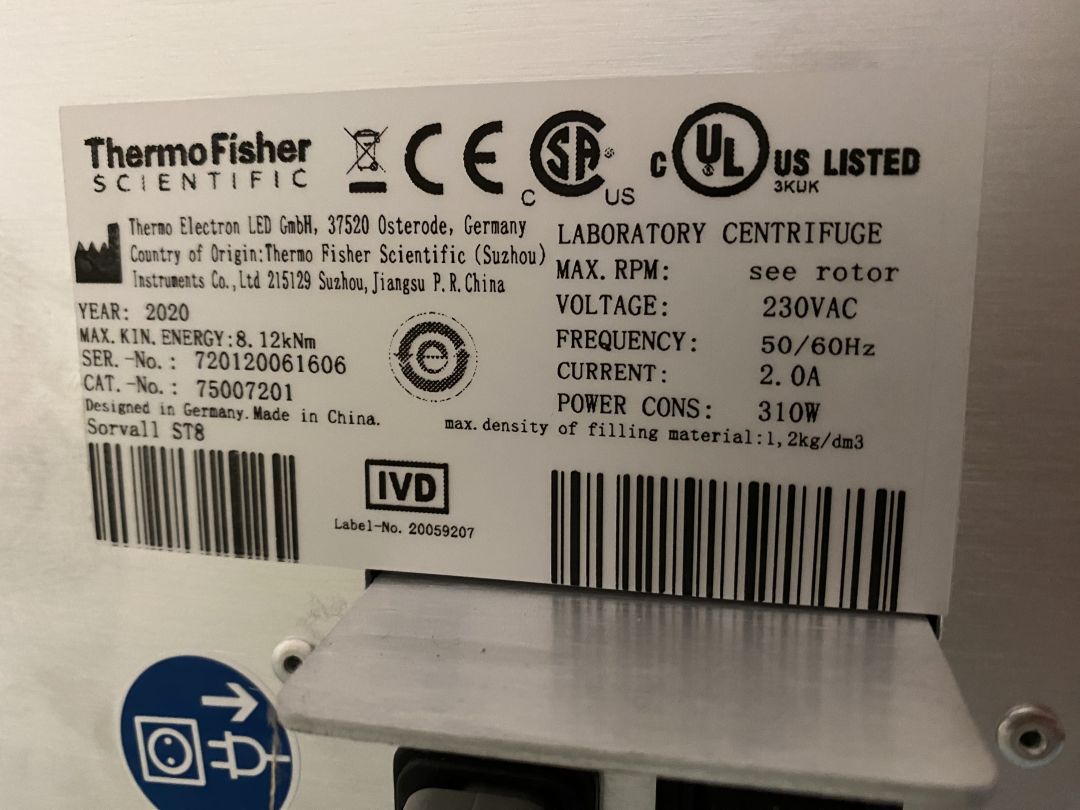 ThermoFisher
SCIENTIFIC
CE
C SA US
c UL US LISTED
3KUK
Thermo Electron LED GmbH, 37520 Osterode, Germany
Country of Origin:Thermo Fisher Scientific (Suzhou)
Instruments Co.,Ltd 215129 Suzhou,Jiangsu P.R.China
YEAR: 2020
MAX.KIN.ENERGY:8.12kNm
SER.-No.: 720120061606
CAT.-No.: 75007201
Designed in Germany.Made in China.
Sorvall ST8
e
LABORATORY CENTRIFUGE
MAX. RPM: see rotor
VOLTAGE: 230VAC
FREQUENCY: 50/60Hz
CURRENT: 2.0A
POWER CONS: 310W
max.density of filling material:1,2kg/dm3
IVD
Label-No. 20059207